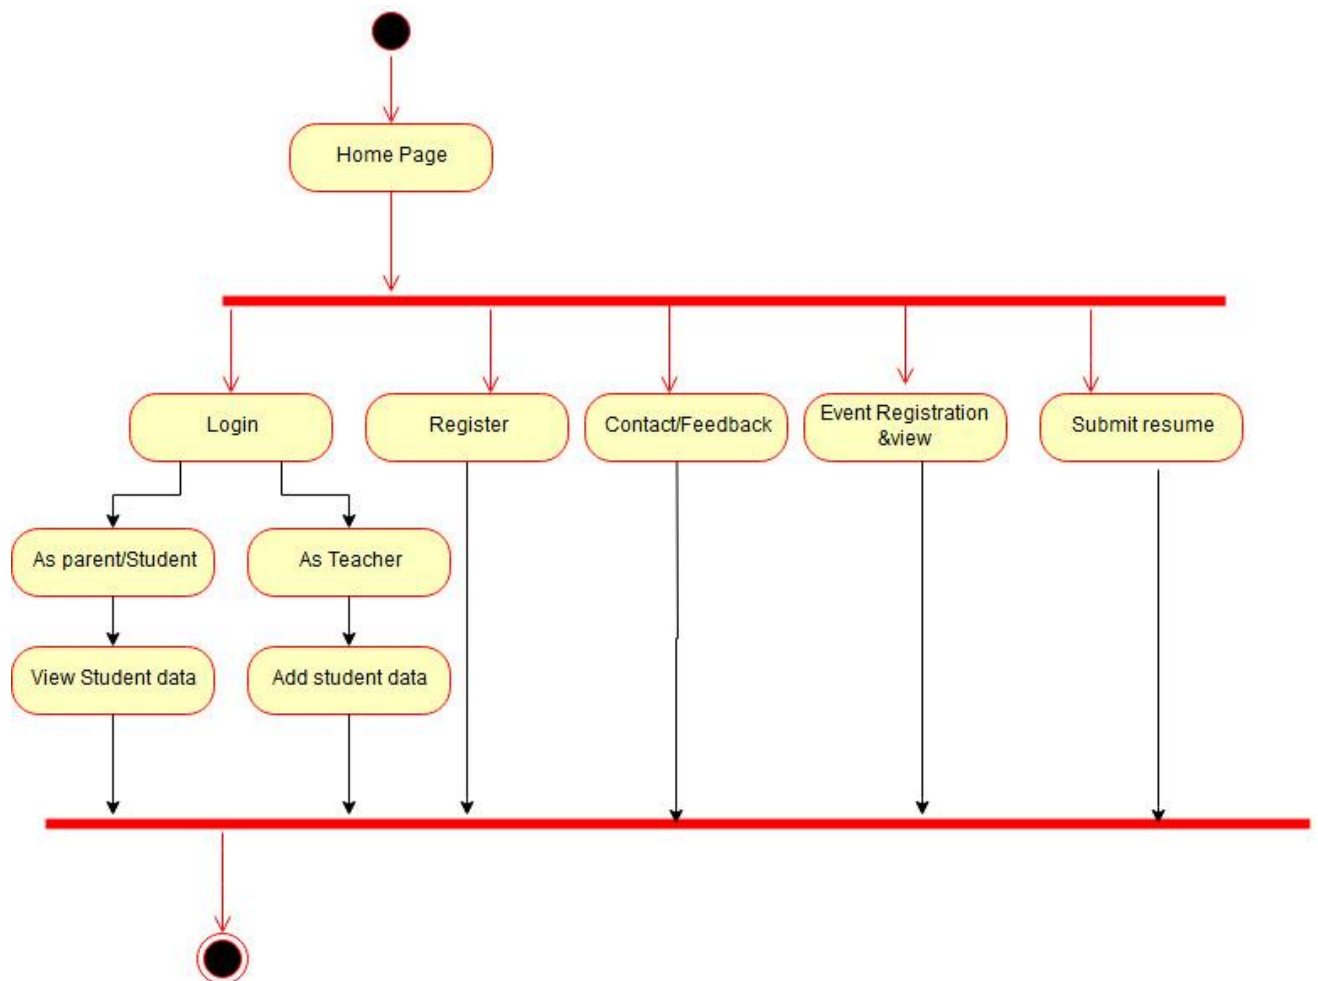 Home Page
Login
Register
Contact/Feedback
Event Registration
&view
Submit resume
As parent/Student
As Teacher
View Student data
Add student data